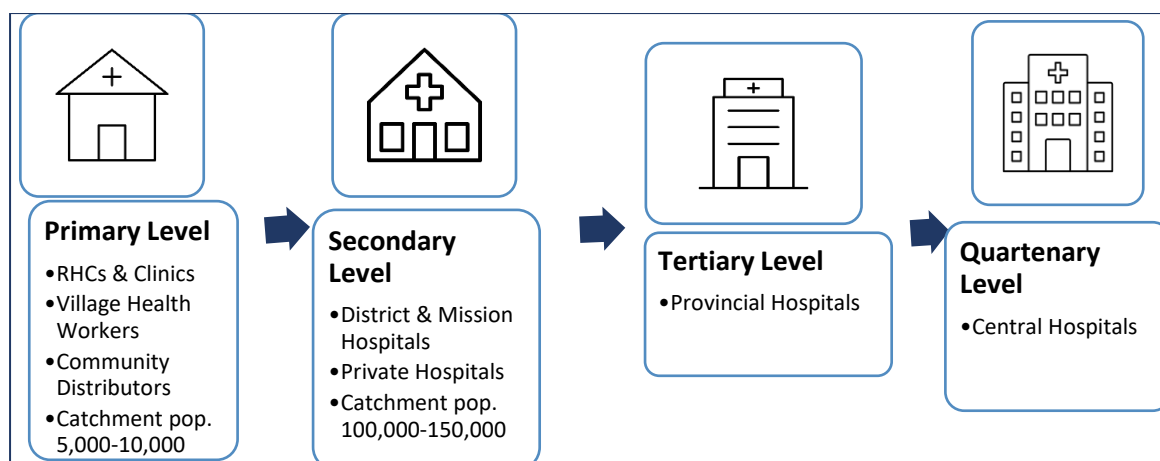 Primary Level
•RHCs & Clinics
•Village Health
Workers
•Community
Distributors
•Catchment pop.
5,000-10,000
Secondary
Level
•District & Mission
Hospitals
•Private Hospitals
•Catchment pop.
100,000-150,000
Tertiary Level
•Provincial Hospitals
Quartenary
Level
•Central Hospitals